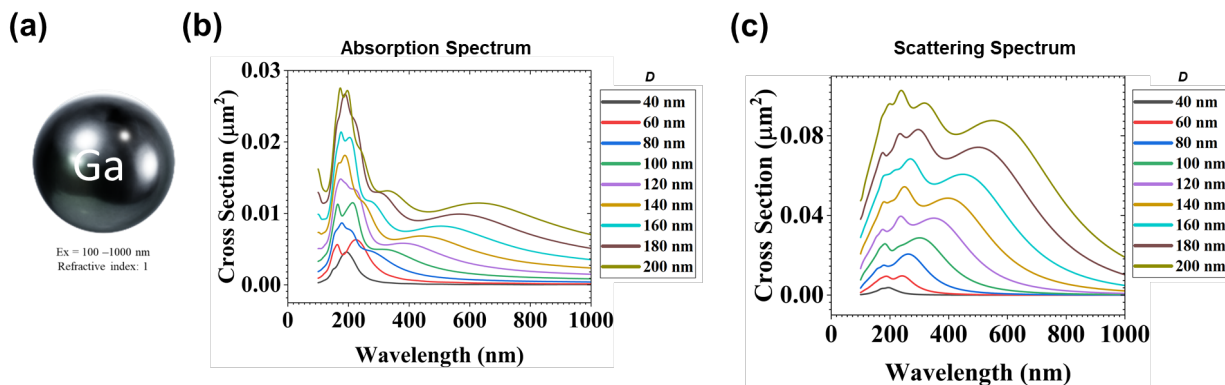 (a)
Ga
Ex = 100 –1000 nm
Refractive index: 1
(b)
Absorption Spectrum
Cross Section (μm²)
0.03
0.02
0.01
0.00
0 200 400 600 800 1000
Wavelength (nm)
D
40 nm
60 nm
80 nm
100 nm
120 nm
140 nm
160 nm
180 nm
200 nm
(c)
Scattering Spectrum
Cross Section (μm²)
0.08
0.04
0.00
0 200 400 600 800 1000
Wavelength (nm)
D
40 nm
60 nm
80 nm
100 nm
120 nm
140 nm
160 nm
180 nm
200 nm